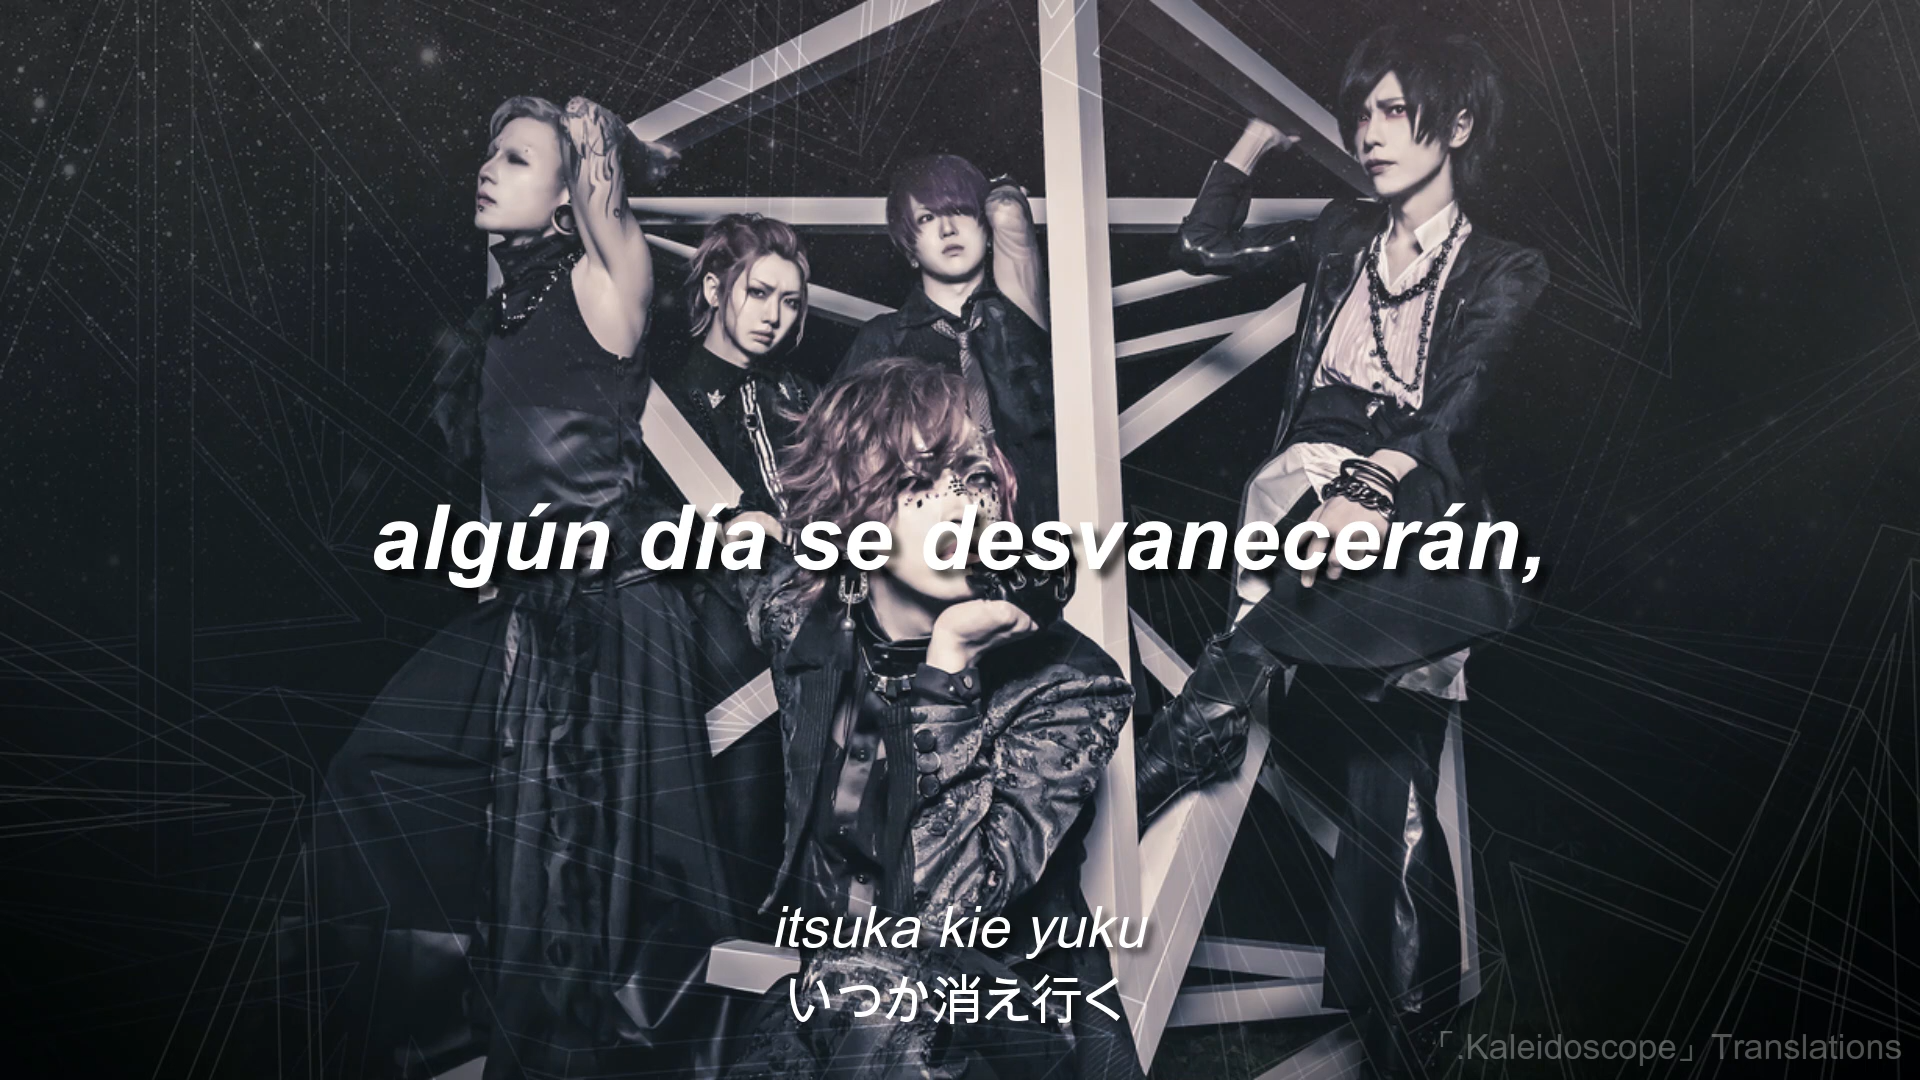 algún día se desvanecerán,
itsuka kie yuku
いつか消え行く
「.Kaleidoscope」Translations